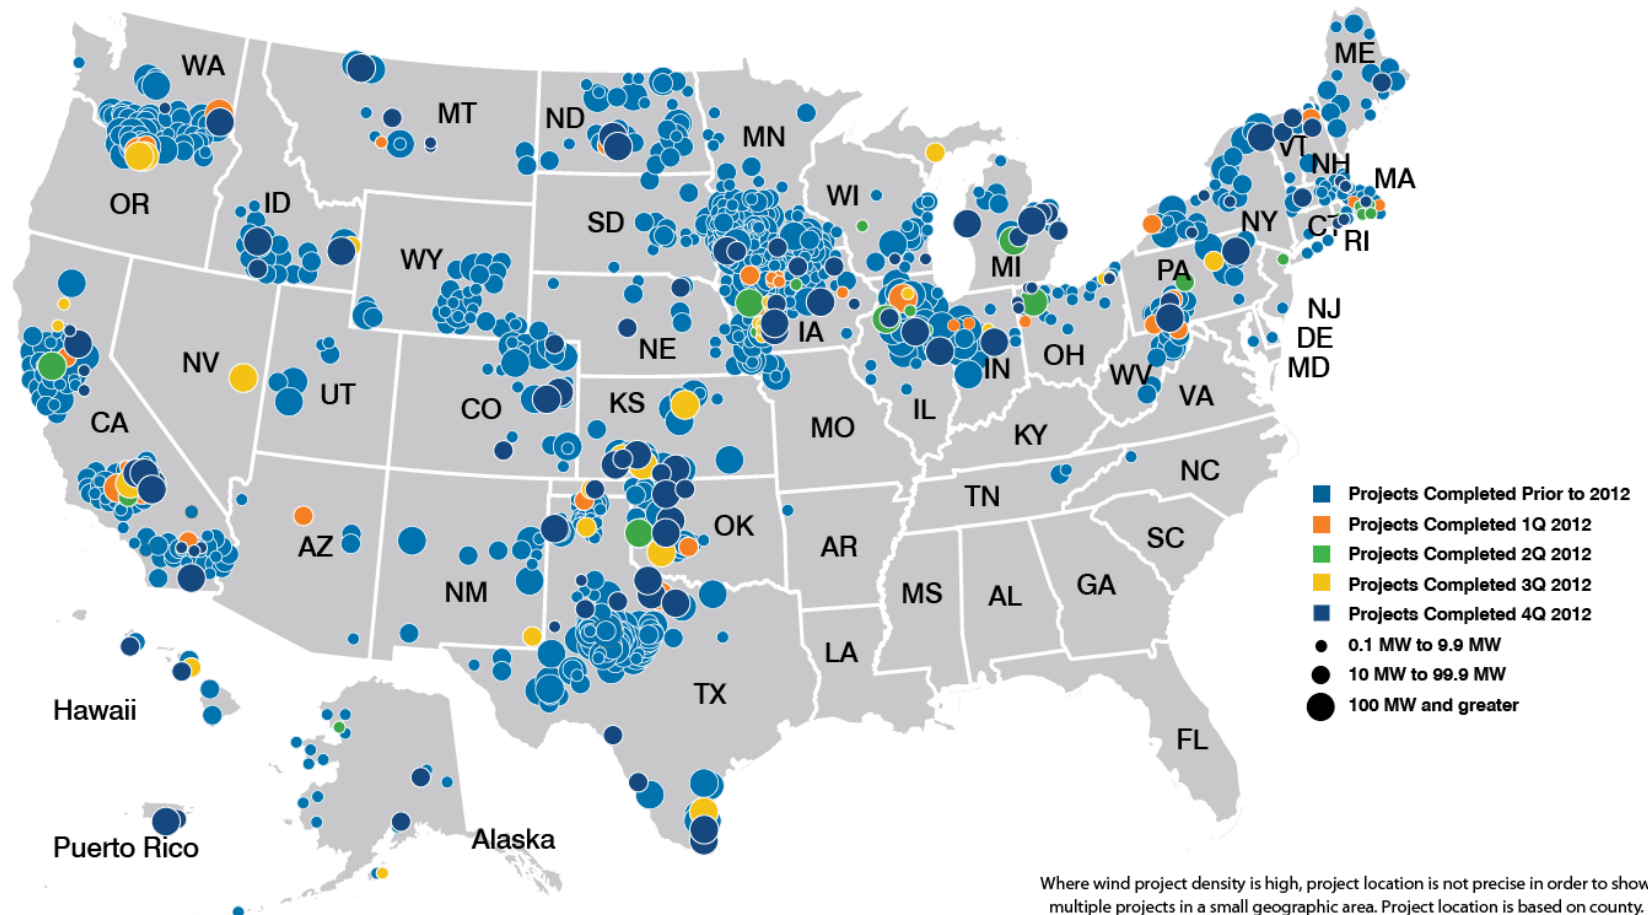 WA
MT
ND
MN
ME
VT
NH
MA
OR
ID
SD
WI
NY
CT
RI
WY
MI
PA
NJ
DE
MD
NV
UT
NE
IA
OH
IN
WV
VA
CA
CO
KS
MO
IL
KY
NC
TN
AZ
NM
OK
AR
SC
MS
AL
GA
LA
TX
FL
Hawaii
Puerto Rico
Alaska
Projects Completed Prior to 2012
Projects Completed 1Q 2012
Projects Completed 2Q 2012
Projects Completed 3Q 2012
Projects Completed 4Q 2012
0.1 MW to 9.9 MW
10 MW to 99.9 MW
100 MW and greater
Where wind project density is high, project location is not precise in order to show
multiple projects in a small geographic area. Project location is based on county.